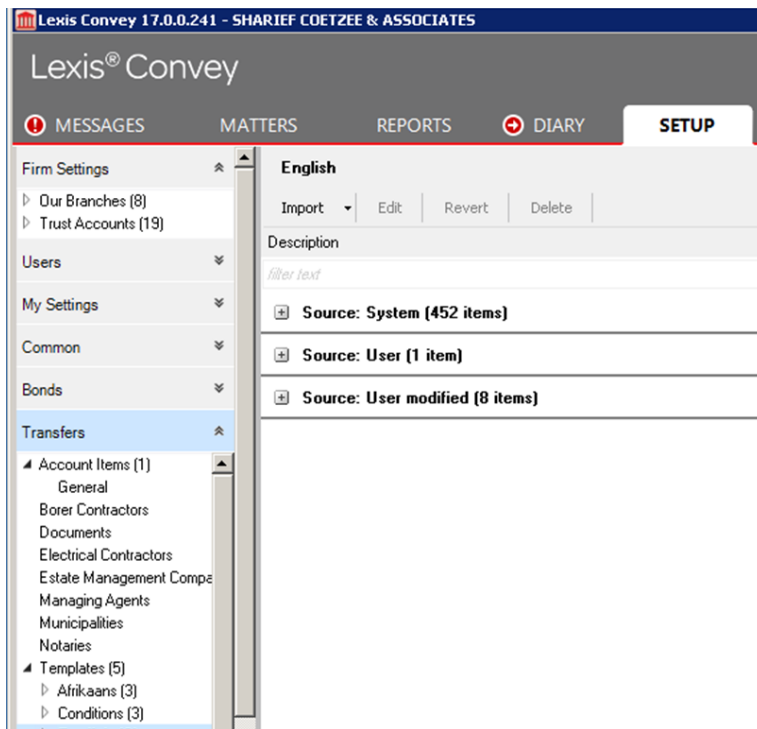 Lexis Convey 17.0.0.241 - SHARIEF COETZEE & ASSOCIATES
Lexis® Convey
MESSAGES MATTERS REPORTS DIARY SETUP
Firm Settings
Our Branches (8)
Trust Accounts (19)
Users
My Settings
Common
Bonds
Transfers
Account Items (1)
General
Borer Contractors
Documents
Electrical Contractors
Estate Management Compa
Managing Agents
Municipalities
Notaries
Templates (5)
Afrikaans (3)
Conditions (3)
English
Import Edit Revert Delete
Description
filter text
Source: System (452 items)
Source: User (1 item)
Source: User modified (8 items)